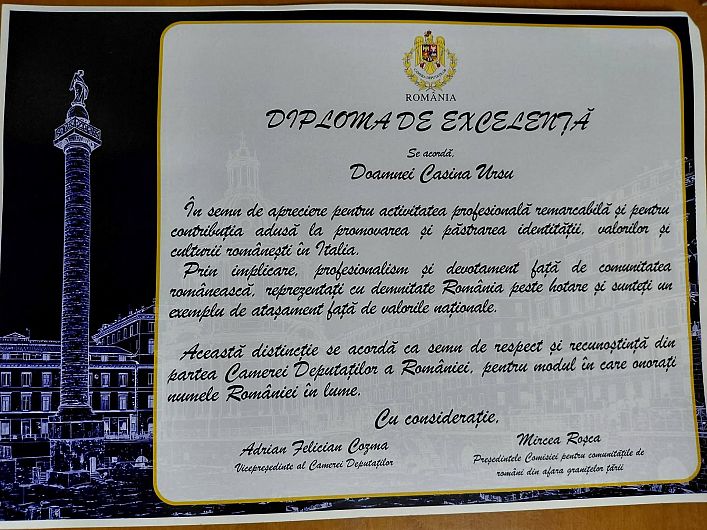 ROMÂNIA
DIPLOMA DE EXCELENȚĂ
Se acordă,
Doamnei Casina Ursu
În semn de apreciere pentru activitatea profesională remarcabilă și pentru
contribuția adusă la promovarea și păstrarea identității, valorilor și
culturii românești în Italia.
Prin implicare, profesionalism și devotament față de comunitatea
românească, reprezentați cu demnitate România peste hotare și sunteți un
exemplu de atașament față de valorile naționale.
Această distincție se acordă ca semn de respect și recunoștință din
partea Camerei Deputaților a României, pentru modul în care onorați
numele României în lume.
Cu considerație,
Adrian Felician Cozma
Vicepreședinte al Camerei Deputaților
Mircea Roșca
Președintele Comisiei pentru comunitățile de
români din afara granițelor țării